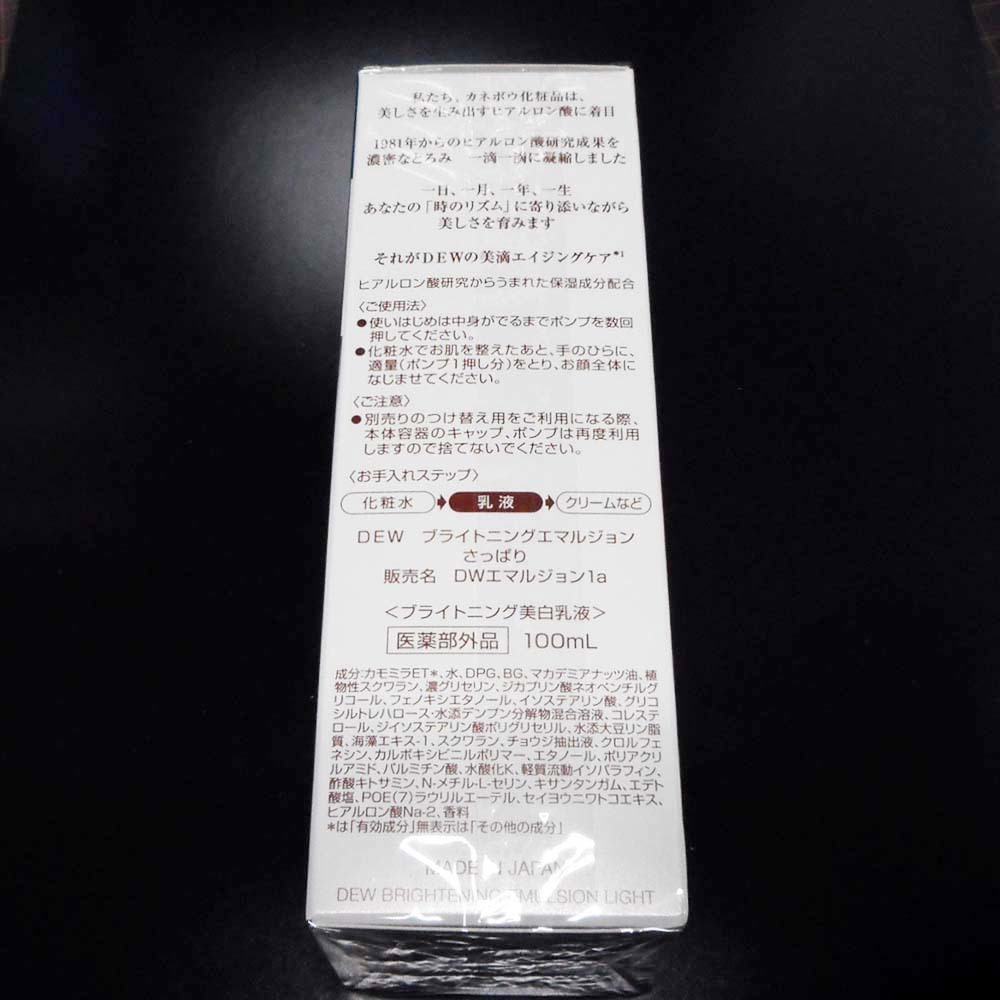 私たち、カネボウ化粧品は、
美しさを生み出すヒアルロン酸に着目
1981年からのヒアルロン酸研究成果を
濃密なとろみ 一滴一滴に凝縮しました
一日、一月、一年、一生
あなたの「時のリズム」に寄り添いながら
美しさを育みます
それがDEWの美滴エイジングケア*1
ヒアルロン酸研究からうまれた保湿成分配合
〈ご使用法〉
●使いはじめは中身がでるまでポンプを数回
押してください。
●化粧水でお肌を整えたあと、手のひらに、
適量(ポンプ1押し分)をとり、お顔全体に
なじませてください。
〈ご注意〉
●別売りのつけ替え用をご利用になる際、
本体容器のキャップ、ポンプは再度利用
しますので捨てないでください。
〈お手入れステップ〉
化粧水 ➡ 乳液 ➡ クリームなど
DEW ブライトニングエマルジョン
さっぱり
販売名 DWエマルジョン1a
<ブライトニング美白乳液>
医薬部外品 100mL
成分:カモミラET*、水、DPG、BG、マカデミアナッツ油、植
物性スクワラン、濃グリセリン、ジカプリン酸ネオペンチルグ
リコール、フェノキシエタノール、イソステアリン酸、グリコ
シルトレハロース・水添デンプン分解物混合溶液、コレステ
ロール、ジイソステアリン酸ポリグリセリル、水添大豆リン脂
質、海藻エキス-1、スクワラン、チョウジ抽出液、クロルフェ
ネシン、カルボキシビニルポリマー、エタノール、ポリアクリ
ルアミド、パルミチン酸、水酸化K、軽質流動イソパラフィン、
酢酸キトサミン、N-メチル-L-セリン、キサンタンガム、エデト
酸塩、POE(7)ラウリルエーテル、セイヨウニワトコエキス、
ヒアルロン酸Na-2、香料
*は「有効成分」無表示は「その他の成分」
MADE IN JAPAN
DEW BRIGHTENING EMULSION LIGHT